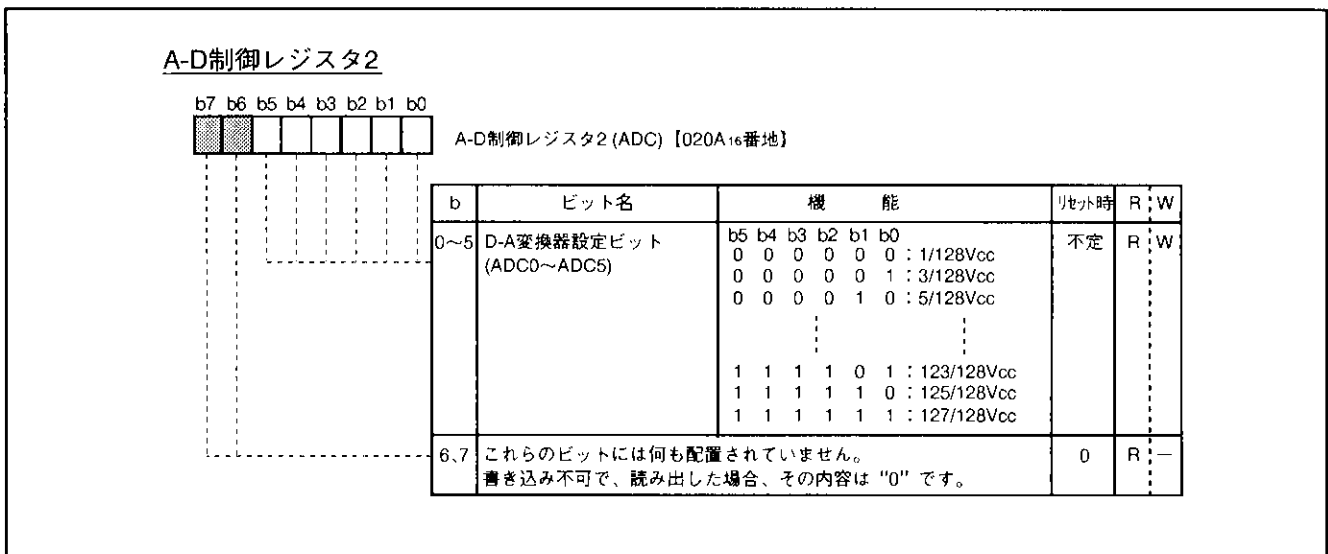 A-D制御レジスタ2
b7 b6 b5 b4 b3 b2 b1 b0
A-D制御レジスタ2 (ADC)【020A16番地】
b ビット名 機 能 リセット時 R W
0～5 D-A変換器設定ビット
(ADC0～ADC5)
b5 b4 b3 b2 b1 b0
0 0 0 0 0 0 : 1/128Vcc
0 0 0 0 0 1 : 3/128Vcc
0 0 0 0 1 0 : 5/128Vcc
1 1 1 1 0 1 : 123/128Vcc
1 1 1 1 1 0 : 125/128Vcc
1 1 1 1 1 1 : 127/128Vcc
不定 R W
6、7 これらのビットには何も配置されていません。
書き込み不可で、読み出した場合、その内容は "0" です。
0 R —